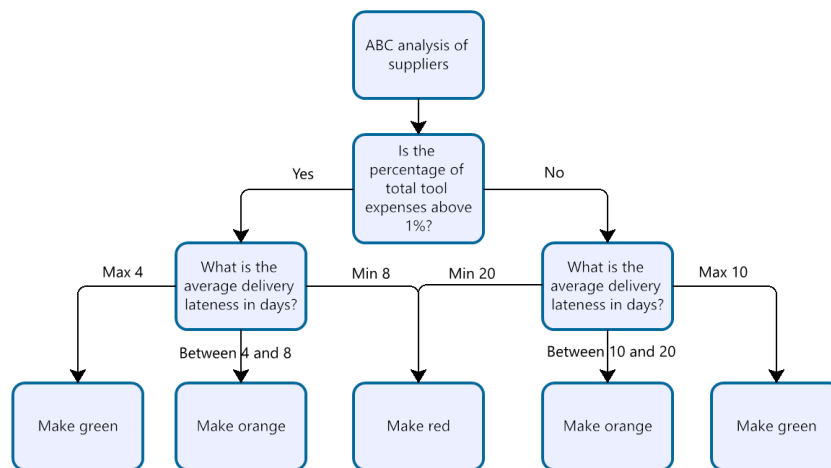 ABC analysis of
suppliers
Is the
percentage of
total tool
expenses above
1%?
Yes
No
What is the
average delivery
lateness in days?
What is the
average delivery
lateness in days?
Max 4
Min 8
Min 20
Max 10
Between 4 and 8
Between 10 and 20
Make green
Make orange
Make red
Make orange
Make green